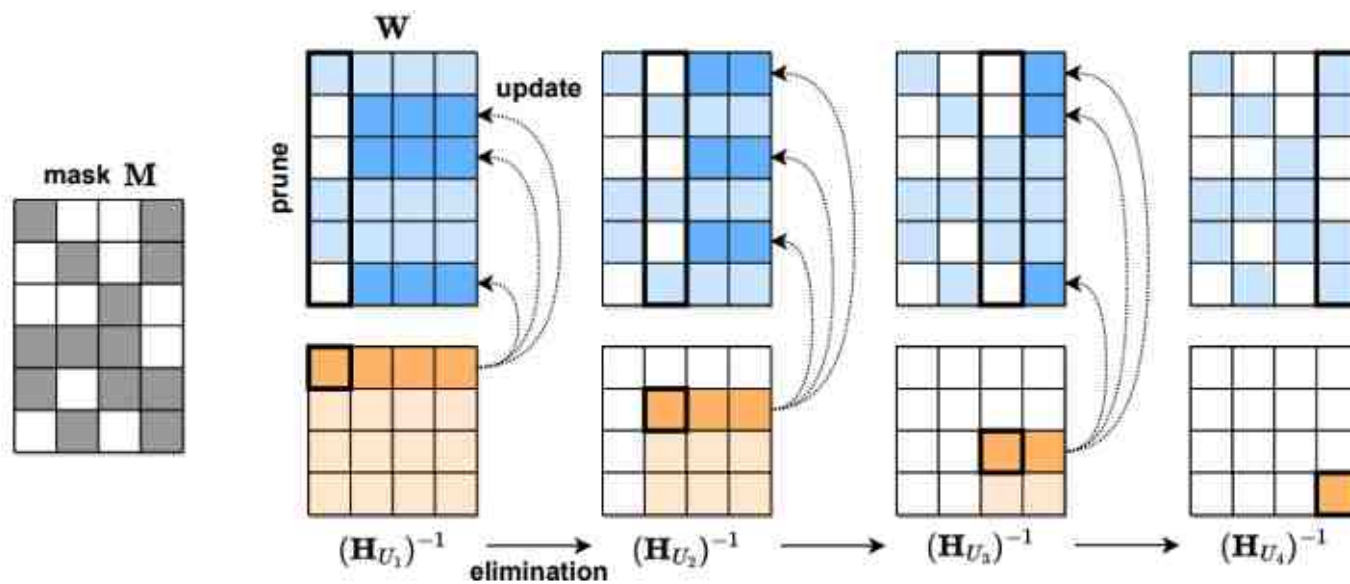 W
update
prune
mask M
(H_{U_1})^{-1}
(H_{U_2})^{-1}
(H_{U_3})^{-1}
(H_{U_4})^{-1}
elimination